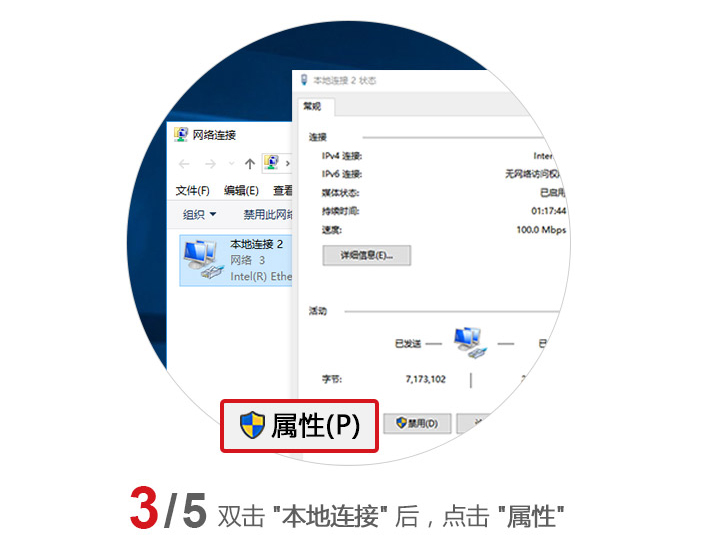 本地连接 2 状态
常规
网络连接
连接
IPv4 连接:
IPv6 连接: 无网络访问权
媒体状态: 已启用
持续时间: 01:17:44
速度: 100.0 Mbps
文件(F) 编辑(E) 查看
组织 禁用此网络
本地连接 2
网络 3
Intel(R) Ethe
详细信息(E)...
活动
已发送
字节: 7,173,102
属性(P)
禁用(D)
3/5 双击 "本地连接" 后，点击 "属性"